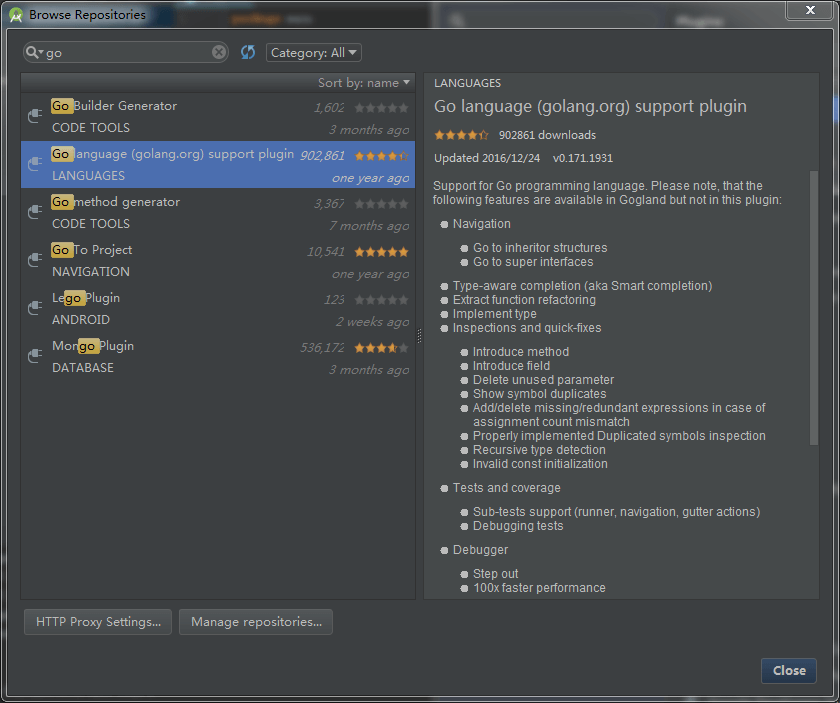 Browse Repositories
go
Category: All
Sort by: name
Go Builder Generator 1,602
CODE TOOLS 3 months ago
Go language (golang.org) support plugin 902,861
LANGUAGES one year ago
Go method generator 3,367
CODE TOOLS 7 months ago
Go To Project 10,541
NAVIGATION one year ago
Lego Plugin 123
ANDROID 2 weeks ago
Mongo Plugin 536,172
DATABASE 3 months ago
LANGUAGES
Go language (golang.org) support plugin
902861 downloads
Updated 2016/12/24 v0.171.1931
Support for Go programming language. Please note, that the
following features are available in Gogland but not in this plugin:
Navigation
Go to inheritor structures
Go to super interfaces
Type-aware completion (aka Smart completion)
Extract function refactoring
Implement type
Inspections and quick-fixes
Introduce method
Introduce field
Delete unused parameter
Show symbol duplicates
Add/delete missing/redundant expressions in case of
assignment count mismatch
Properly implemented Duplicated symbols inspection
Recursive type detection
Invalid const initialization
Tests and coverage
Sub-tests support (runner, navigation, gutter actions)
Debugging tests
Debugger
Step out
100x faster performance
HTTP Proxy Settings...
Manage repositories...
Close